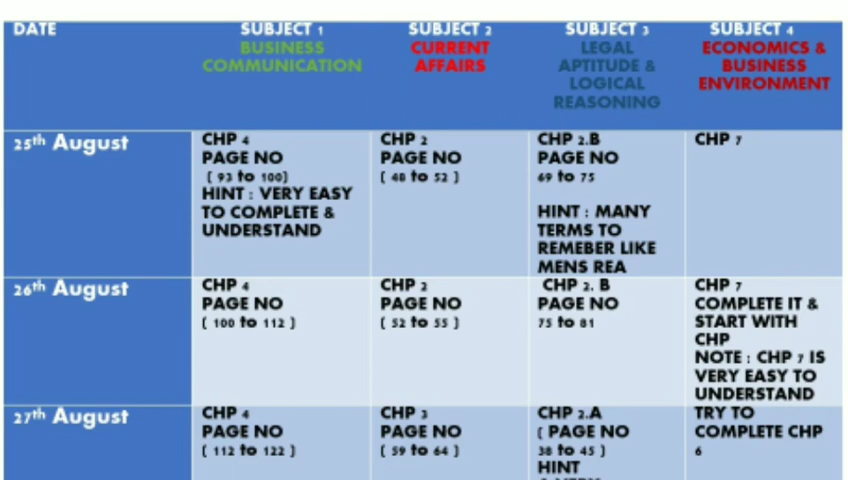 DATE
SUBJECT 1
BUSINESS
COMMUNICATION
SUBJECT 2
CURRENT
AFFAIRS
SUBJECT 3
LEGAL
APTITUDE &
LOGICAL
REASONING
SUBJECT 4
ECONOMICS &
BUSINESS
ENVIRONMENT
25th August
CHP 4
PAGE NO
( 93 to 100)
HINT : VERY EASY
TO COMPLETE &
UNDERSTAND
CHP 2
PAGE NO
( 48 to 52 )
CHP 2.B
PAGE NO
69 to 75
HINT : MANY
TERMS TO
REMEBER LIKE
MENS REA
CHP 7
26th August
CHP 4
PAGE NO
( 100 to 112 )
CHP 2
PAGE NO
( 52 to 55 )
CHP 2. B
PAGE NO
75 to 81
CHP 7
COMPLETE IT &
START WITH
CHP
NOTE : CHP 7 IS
VERY EASY TO
UNDERSTAND
27th August
CHP 4
PAGE NO
( 112 to 122 )
CHP 3
PAGE NO
( 59 to 64 )
CHP 2.A
( PAGE NO
38 to 45 )
HINT
TRY TO
COMPLETE CHP
6